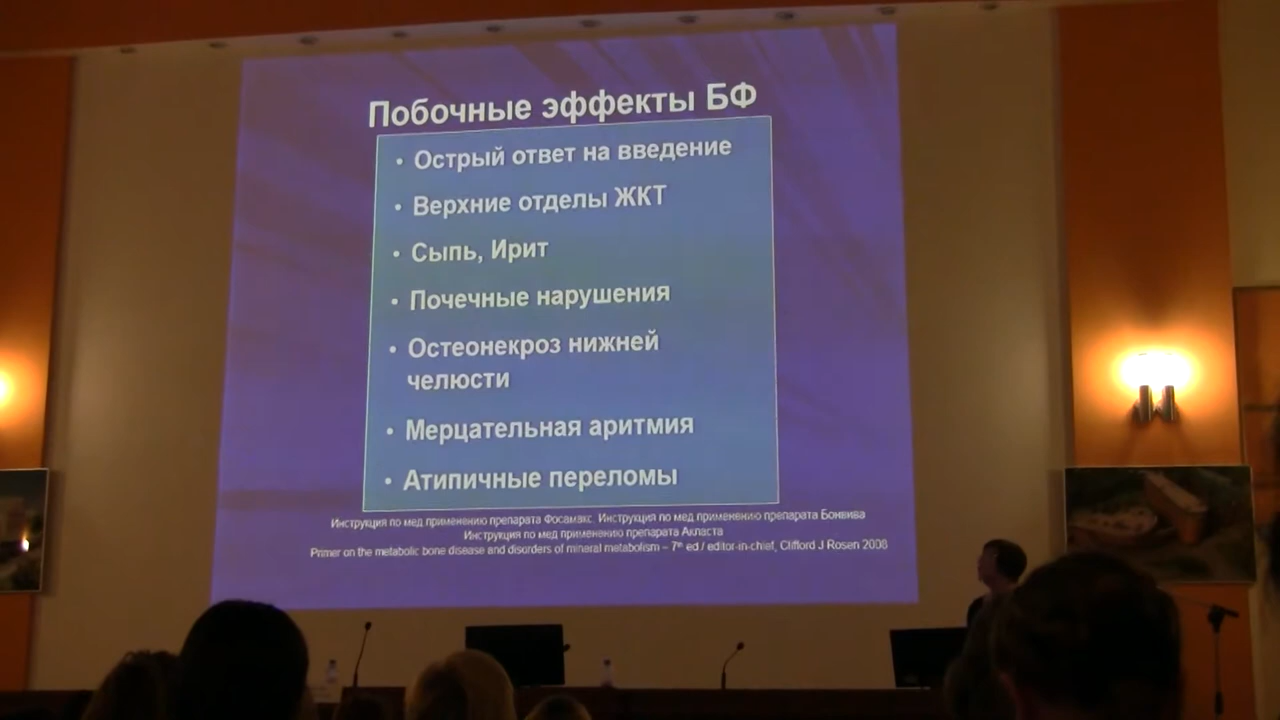 Побочные эффекты БФ
• Острый ответ на введение
• Верхние отделы ЖКТ
• Сыпь, Ирит
• Почечные нарушения
• Остеонекроз нижней
челюсти
• Мерцательная аритмия
• Атипичные переломы
Инструкция по мед применению препарата Фосамакс. Инструкция по мед применению препарата Бонвива
Инструкция по мед применению препарата Акласта
Primer on the metabolic bone disease and disorders of mineral metabolism – 7th ed / editor-in-chief, Clifford J Rosen 2008